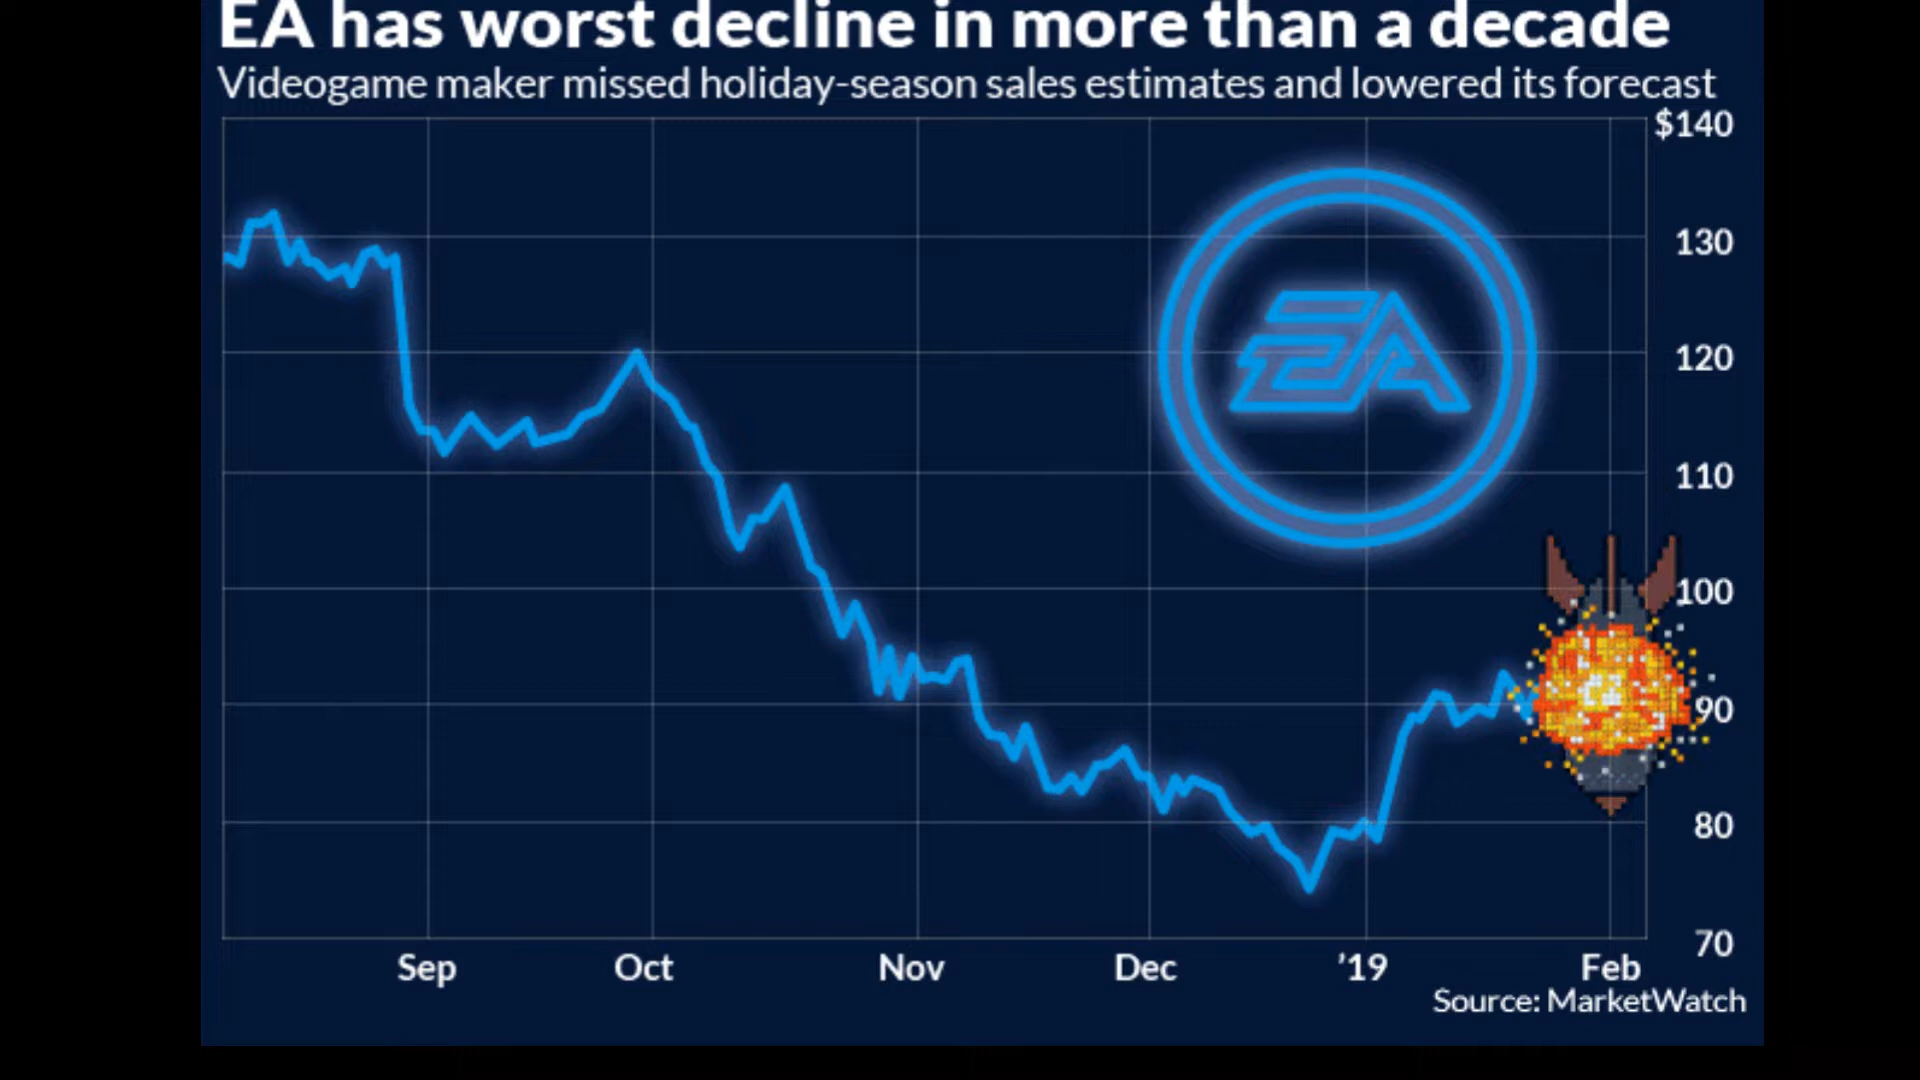 EA has worst decline in more than a decade
Videogame maker missed holiday-season sales estimates and lowered its forecast
$140
130
EA
120
110
100
90
80
70
Sep Oct Nov Dec ’19 Feb
Source: MarketWatch